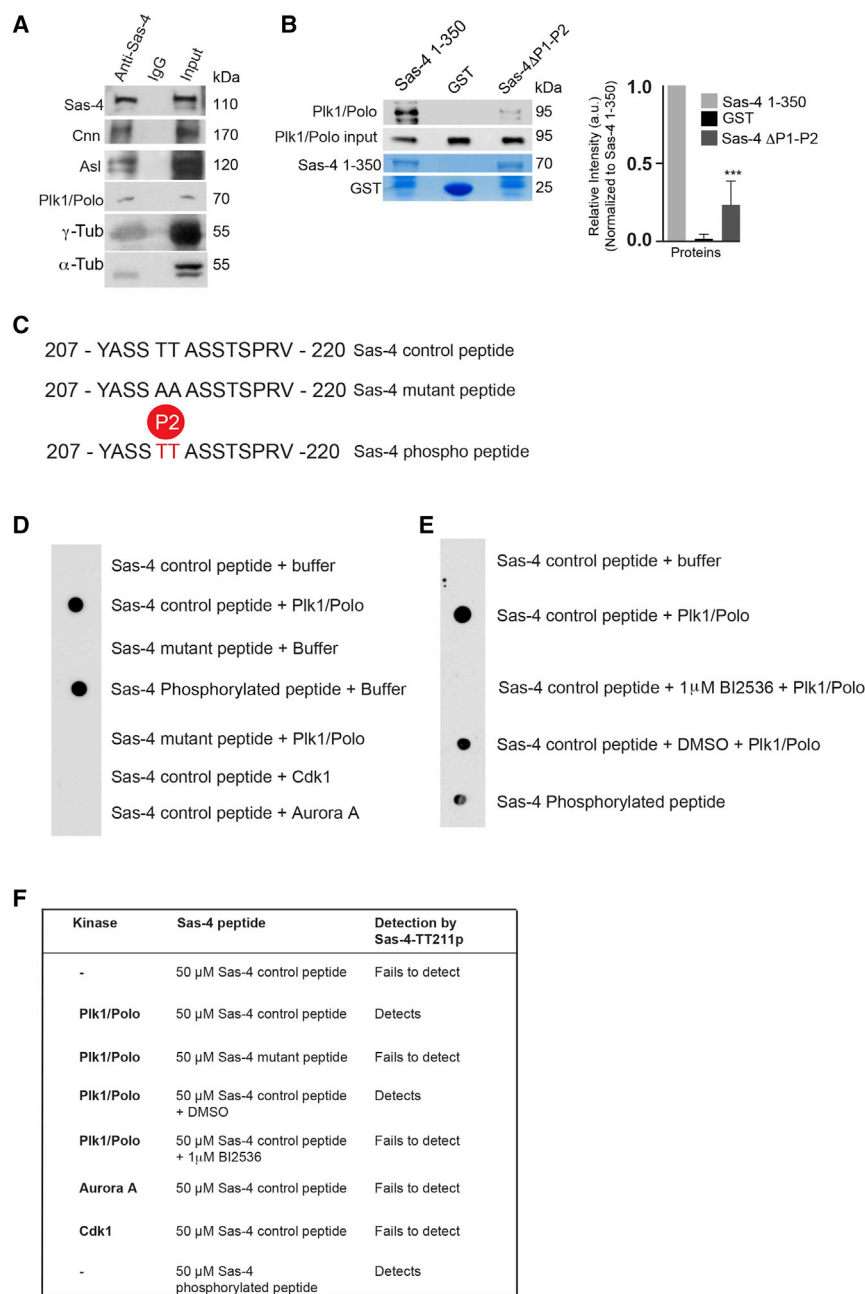 A
Anti-Sas-4
IgG
Input
kDa
Sas-4
110
Cnn
170
Asl
120
Plk1/Polo
70
γ-Tub
55
α-Tub
55
B
Sas-4 1-350
GST
Sas-4ΔP1-P2
kDa
Plk1/Polo
95
Plk1/Polo input
95
Sas-4 1-350
70
GST
25
Relative Intensity (a.u.)
(Normalized to Sas-4 1-350)
1.0
0.5
0.0
***
Proteins
Sas-4 1-350
GST
Sas-4 ΔP1-P2
C
207 - YASS TT ASSTSPRV - 220 Sas-4 control peptide
207 - YASS AA ASSTSPRV - 220 Sas-4 mutant peptide
P2
207 - YASS TT ASSTSPRV -220 Sas-4 phospho peptide
D
Sas-4 control peptide + buffer
Sas-4 control peptide + Plk1/Polo
Sas-4 mutant peptide + Buffer
Sas-4 Phosphorylated peptide + Buffer
Sas-4 mutant peptide + Plk1/Polo
Sas-4 control peptide + Cdk1
Sas-4 control peptide + Aurora A
E
Sas-4 control peptide + buffer
Sas-4 control peptide + Plk1/Polo
Sas-4 control peptide + 1μM BI2536 + Plk1/Polo
Sas-4 control peptide + DMSO + Plk1/Polo
Sas-4 Phosphorylated peptide
F
Kinase Sas-4 peptide Detection by
Sas-4-TT211p
- 50 μM Sas-4 control peptide Fails to detect
Plk1/Polo 50 μM Sas-4 control peptide Detects
Plk1/Polo 50 μM Sas-4 mutant peptide Fails to detect
Plk1/Polo 50 μM Sas-4 control peptide Detects
+ DMSO
Plk1/Polo 50 μM Sas-4 control peptide Fails to detect
+ 1μM BI2536
Aurora A 50 μM Sas-4 control peptide Fails to detect
Cdk1 50 μM Sas-4 control peptide Fails to detect
- 50 μM Sas-4 Detects
phosphorylated peptide